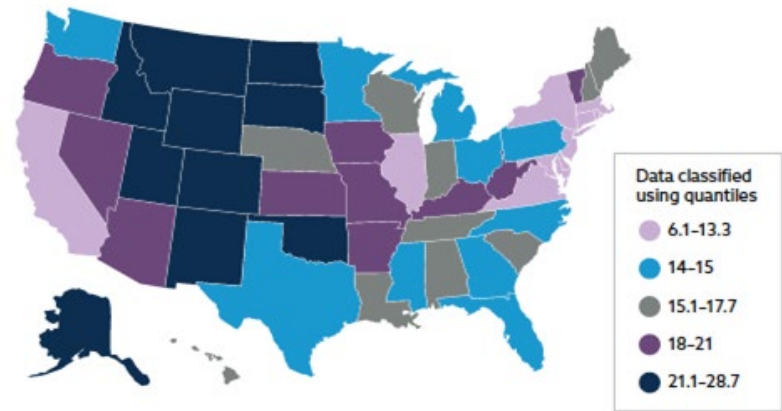 Data classified
using quantiles
6.1–13.3
14–15
15.1–17.7
18–21
21.1–28.7